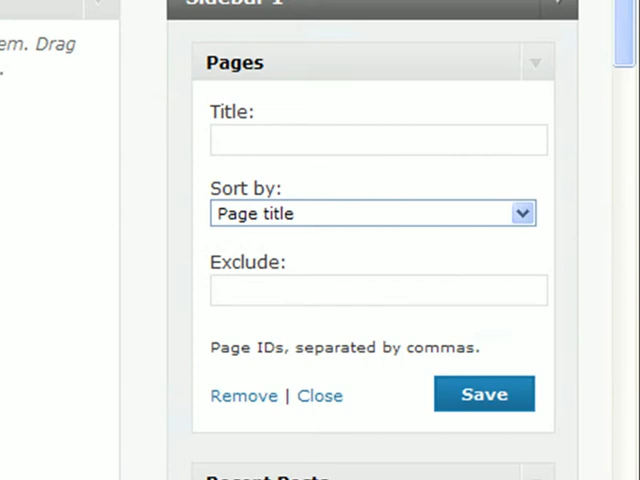 Sidebar 1
em. Drag
.
Pages
Title:
Sort by:
Page title
Exclude:
Page IDs, separated by commas.
Remove | Close
Save
Recent Posts